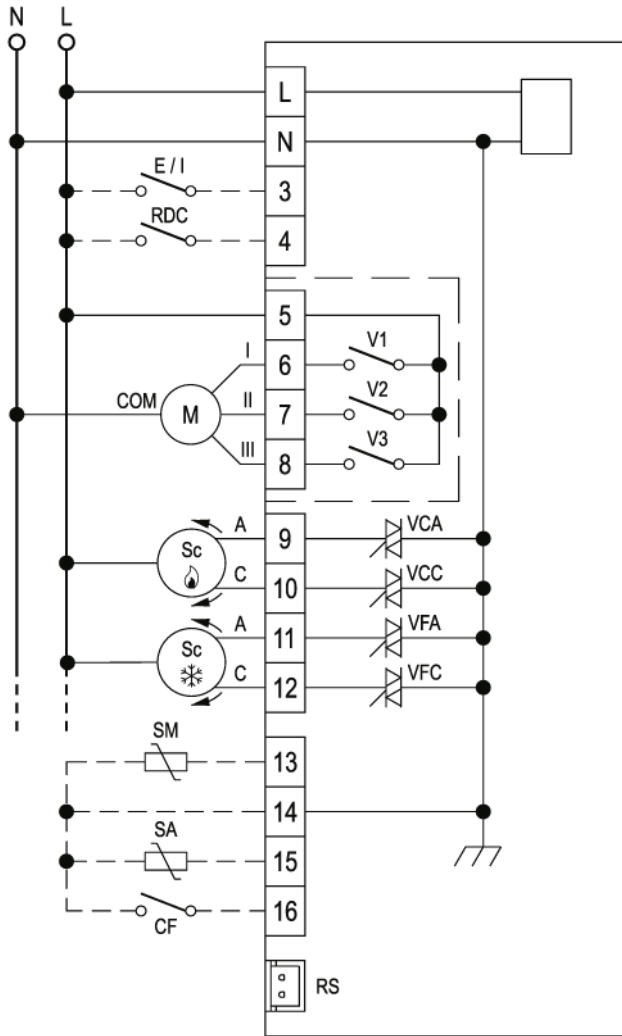 N L
L
N
E / I
3
RDC
4
5
I
6
V1
COM
M
II
7
V2
III
8
V3
A
9
VCA
Sc
C
10
VCC
A
11
VFA
Sc
C
12
VFC
SM
13
14
SA
15
16
CF
RS